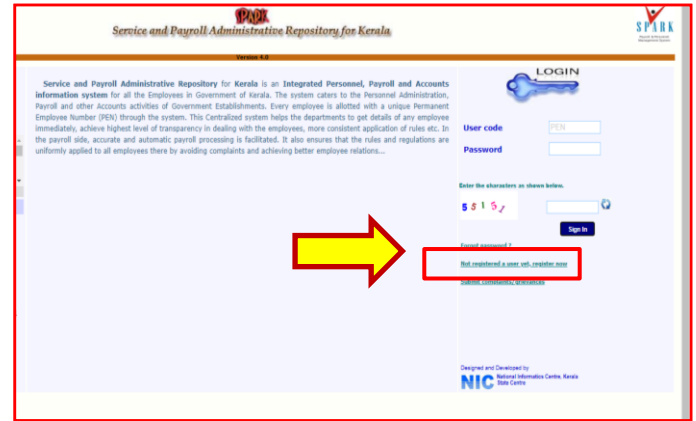 SPARK
Service and Payroll Administrative Repository for Kerala
SPARK
Version 4.0
Service and Payroll Administrative Repository for Kerala is an Integrated Personnel, Payroll and Accounts
information system for all the Employees in Government of Kerala. The system caters to the Personnel Administration,
Payroll and other Accounts activities of Government Establishments. Every employee is allotted with a unique Permanent
Employee Number (PEN) through the system. This Centralized system helps the departments to get details of any employee
immediately, achieve highest level of transparency in dealing with the employees, more consistent application of rules etc. In
the payroll side, accurate and automatic payroll processing is facilitated. It also ensures that the rules and regulations are
uniformly applied to all employees there by avoiding complaints and achieving better employee relations...
LOGIN
User code
PEN
Password
Enter the characters as shown below.
Sign In
Forgot password ?
Not registered a user yet, register now
Submit comments/grievances
Designed and Developed by
NIC National Informatics Centre, Kerala
State Centre